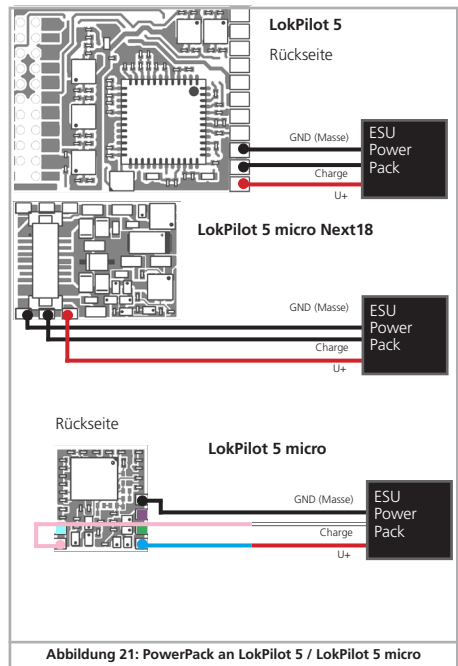 LokPilot 5
Rückseite
GND (Masse)
Charge
U+
ESU
Power
Pack
LokPilot 5 micro Next18
GND (Masse)
Charge
U+
ESU
Power
Pack
Rückseite
LokPilot 5 micro
GND (Masse)
Charge
U+
ESU
Power
Pack
Abbildung 21: PowerPack an LokPilot 5 / LokPilot 5 micro